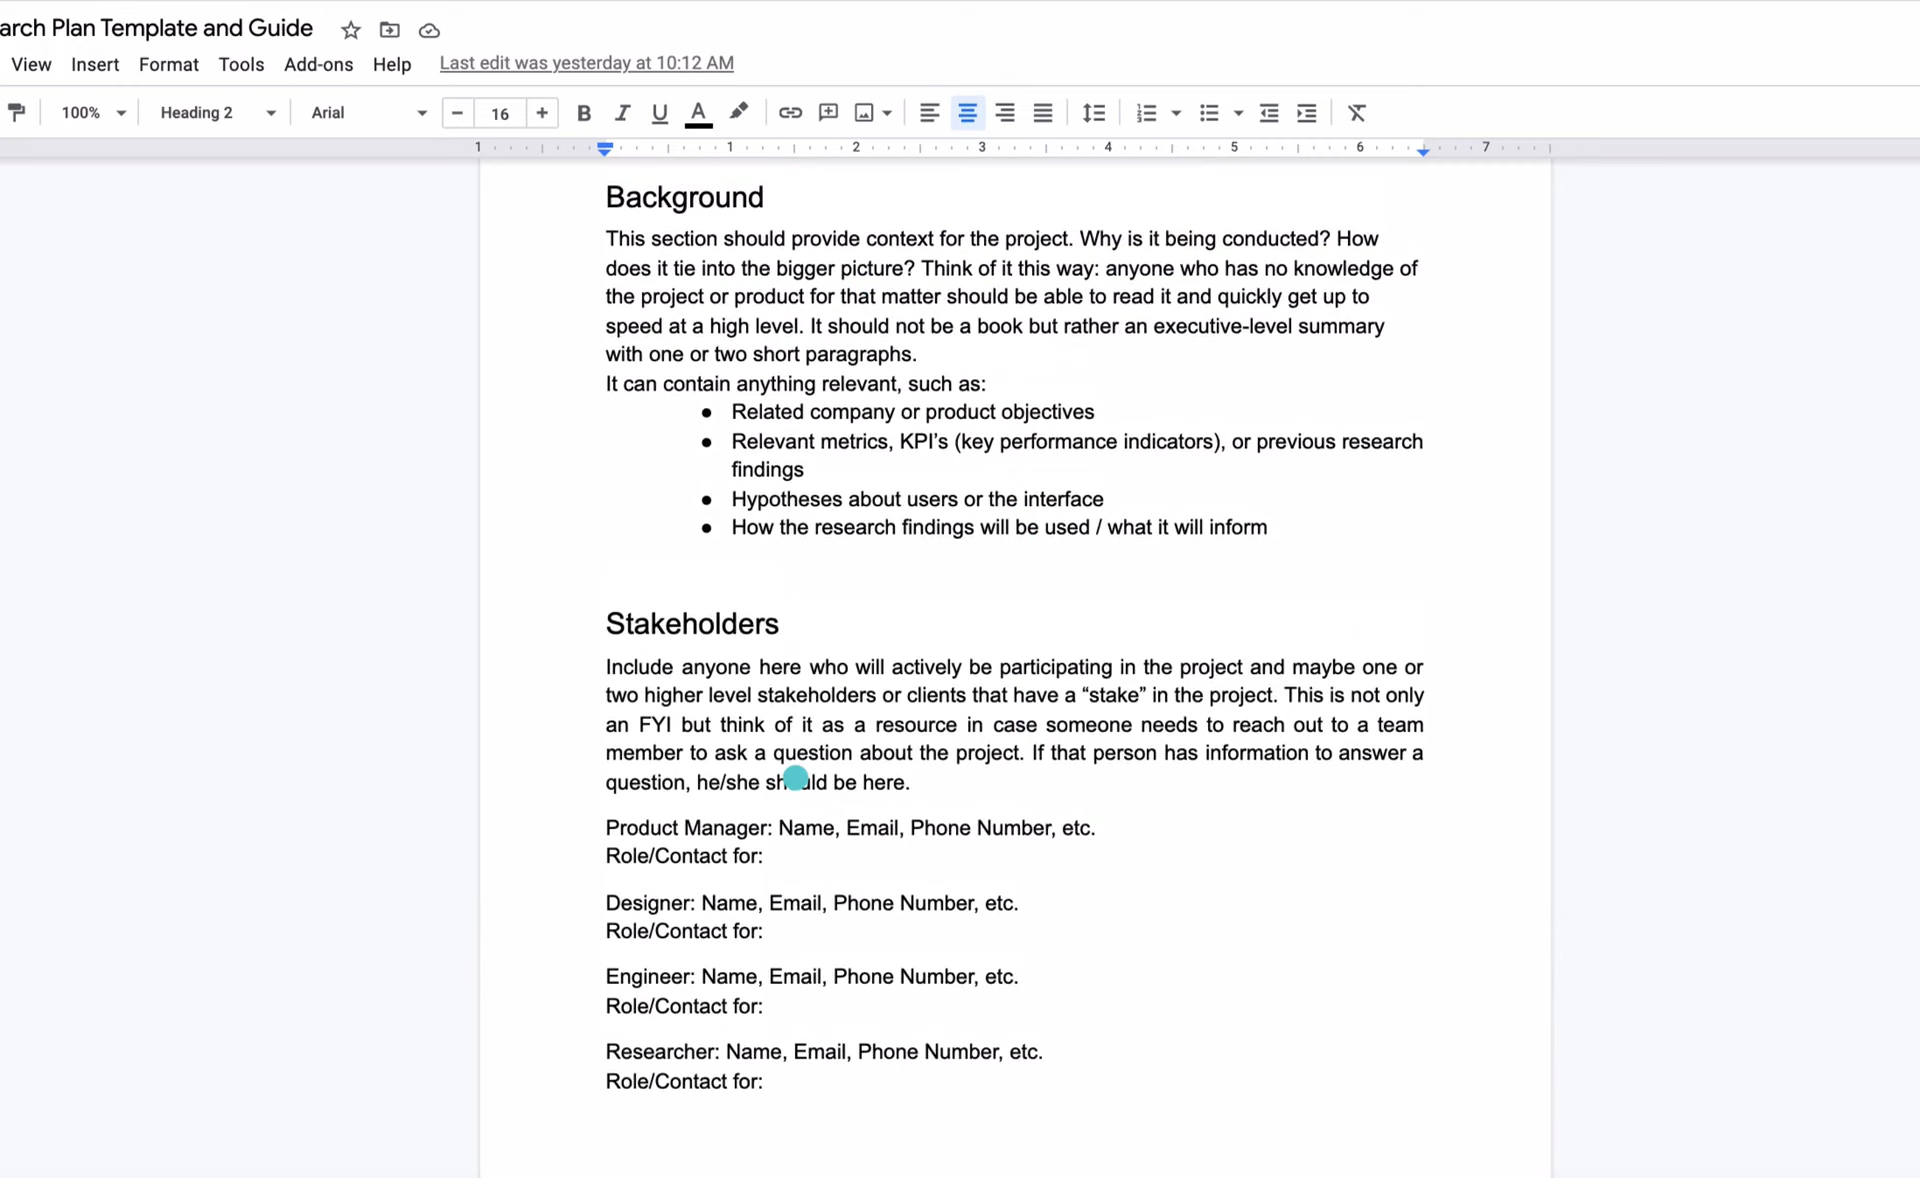 arch Plan Template and Guide
View Insert Format Tools Add-ons Help Last edit was yesterday at 10:12 AM
100% Heading 2 Arial 16
1 1 2 3 4 5 6 7
Background
This section should provide context for the project. Why is it being conducted? How
does it tie into the bigger picture? Think of it this way: anyone who has no knowledge of
the project or product for that matter should be able to read it and quickly get up to
speed at a high level. It should not be a book but rather an executive-level summary
with one or two short paragraphs.
It can contain anything relevant, such as:
● Related company or product objectives
● Relevant metrics, KPI's (key performance indicators), or previous research
findings
● Hypotheses about users or the interface
● How the research findings will be used / what it will inform
Stakeholders
Include anyone here who will actively be participating in the project and maybe one or
two higher level stakeholders or clients that have a “stake” in the project. This is not only
an FYI but think of it as a resource in case someone needs to reach out to a team
member to ask a question about the project. If that person has information to answer a
question, he/she should be here.
Product Manager: Name, Email, Phone Number, etc.
Role/Contact for:
Designer: Name, Email, Phone Number, etc.
Role/Contact for:
Engineer: Name, Email, Phone Number, etc.
Role/Contact for:
Researcher: Name, Email, Phone Number, etc.
Role/Contact for: